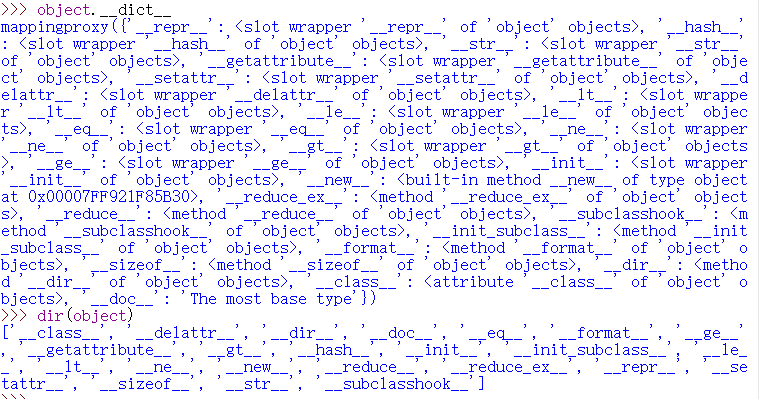 >>> object.__dict__
mappingproxy({'__repr__': <slot wrapper '__repr__' of 'object' objects>, '__hash__'
: <slot wrapper '__hash__' of 'object' objects>, '__str__': <slot wrapper '__str__'
of 'object' objects>, '__getattribute__': <slot wrapper '__getattribute__' of 'obje
ct' objects>, '__setattr__': <slot wrapper '__setattr__' of 'object' objects>, '__d
elattr__': <slot wrapper '__delattr__' of 'object' objects>, '__lt__': <slot wrappe
r '__lt__' of 'object' objects>, '__le__': <slot wrapper '__le__' of 'object' objec
ts>, '__eq__': <slot wrapper '__eq__' of 'object' objects>, '__ne__': <slot wrapper
'__ne__' of 'object' objects>, '__gt__': <slot wrapper '__gt__' of 'object' objects
>, '__ge__': <slot wrapper '__ge__' of 'object' objects>, '__init__': <slot wrapper
'__init__' of 'object' objects>, '__new__': <built-in method __new__ of type object
at 0x00007FF921F85B30>, '__reduce_ex__': <method '__reduce_ex__' of 'object' object
s>, '__reduce__': <method '__reduce__' of 'object' objects>, '__subclasshook__': <m
ethod '__subclasshook__' of 'object' objects>, '__init_subclass__': <method '__init
_subclass__' of 'object' objects>, '__format__': <method '__format__' of 'object' o
bjects>, '__sizeof__': <method '__sizeof__' of 'object' objects>, '__dir__': <metho
d '__dir__' of 'object' objects>, '__class__': <attribute '__class__' of 'object' o
bjects>, '__doc__': 'The most base type'})
>>> dir(object)
['__class__', '__delattr__', '__dir__', '__doc__', '__eq__', '__format__', '__ge__'
, '__getattribute__', '__gt__', '__hash__', '__init__', '__init_subclass__', '__le_
_', '__lt__', '__ne__', '__new__', '__reduce__', '__reduce_ex__', '__repr__', '__se
tattr__', '__sizeof__', '__str__', '__subclasshook__']
>>>